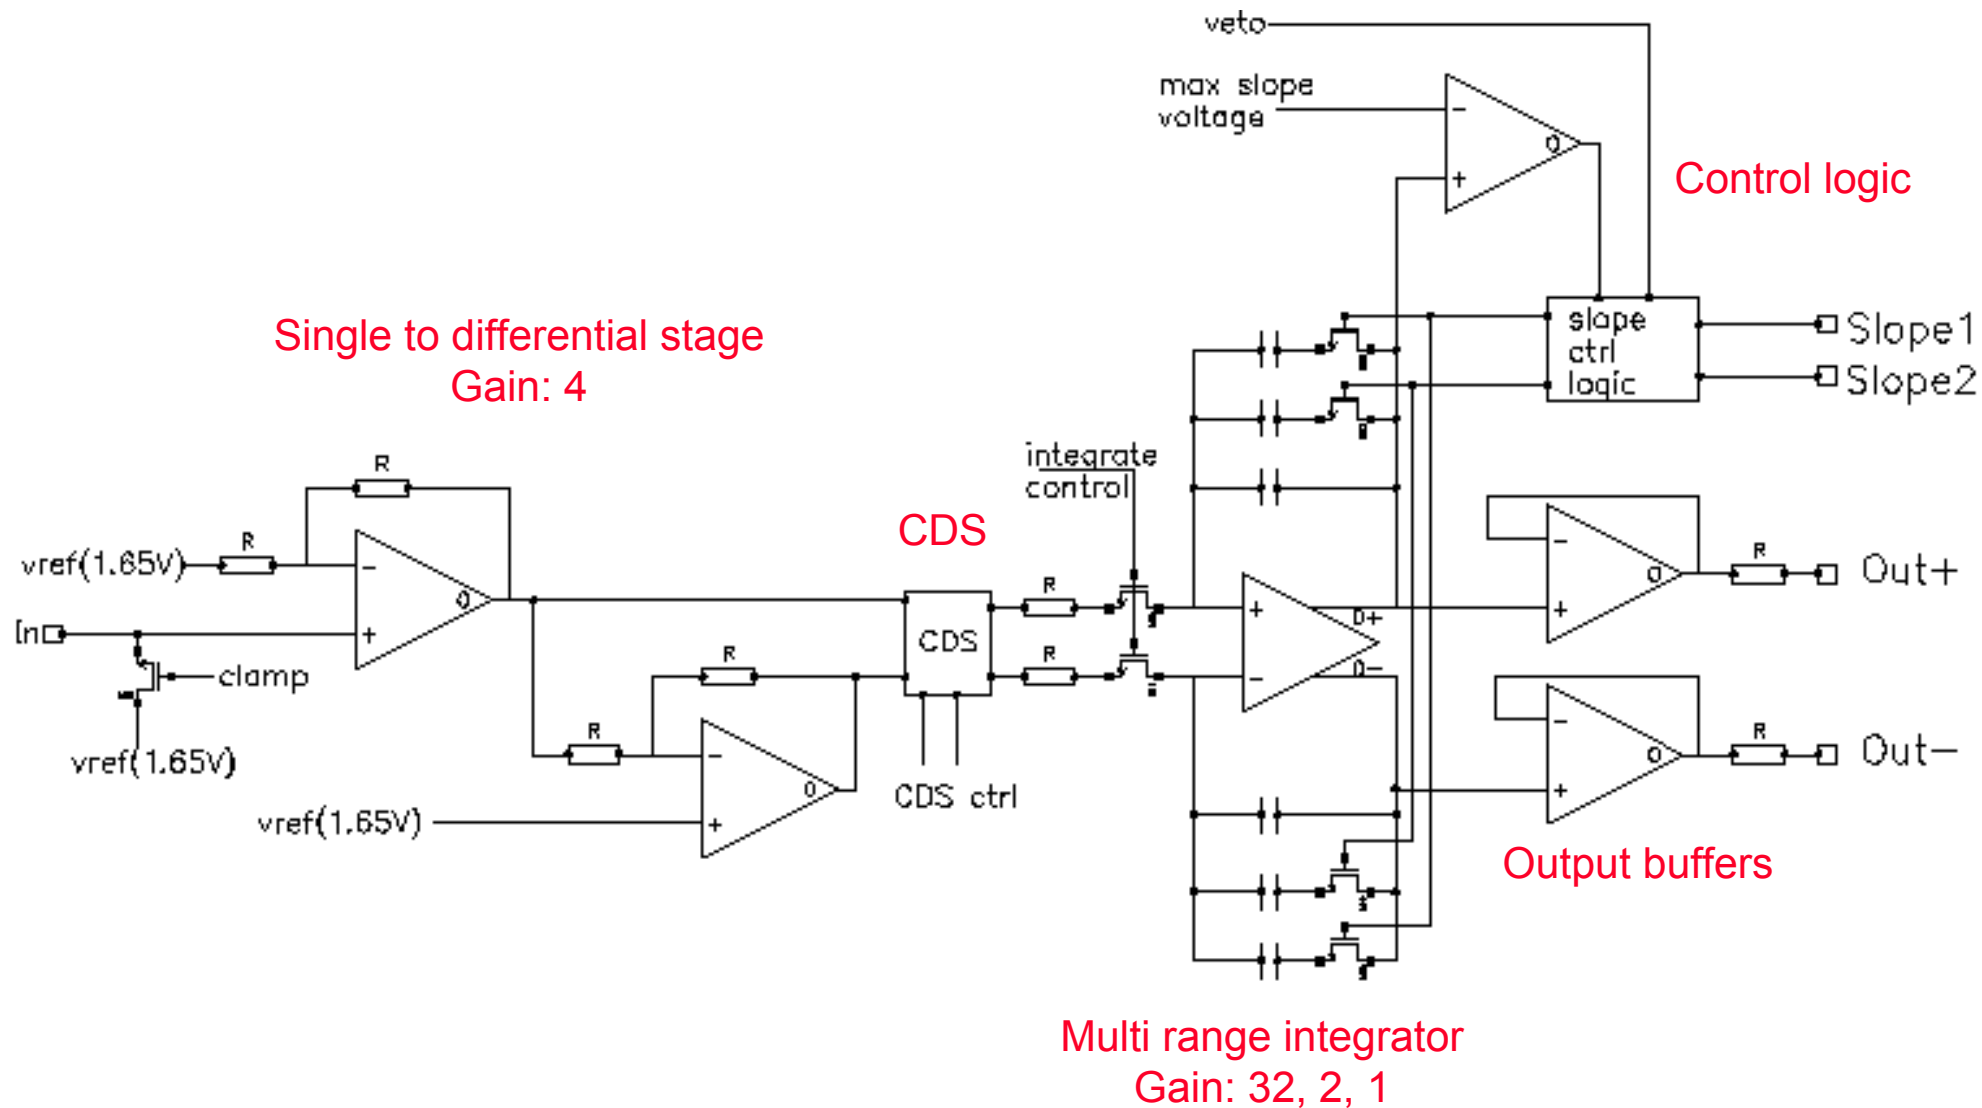 veto
max slope
voltage
-
+
O
Control logic
slope
ctrl
logic
Slope1
Slope2
Single to differential stage
Gain: 4
R
R
vref(1.65V)
-
+
O
In
clamp
vref(1.65V)
R
R
-
+
O
vref(1.65V)
CDS
CDS
CDS ctrl
integrate
control
R
R
+
-
O+
O-
-
+
O
R
Out+
-
+
O
R
Out-
Output buffers
Multi range integrator
Gain: 32, 2, 1